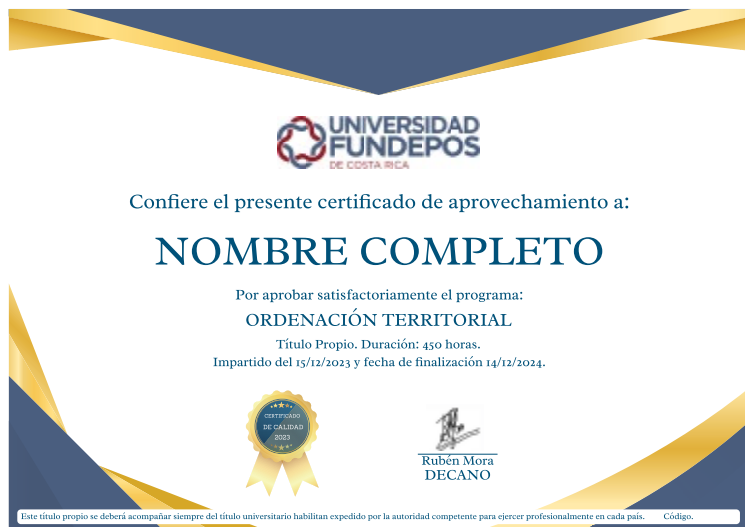 UNIVERSIDAD
FUNDEPOS
DE COSTA RICA
Confiere el presente certificado de aprovechamiento a:
NOMBRE COMPLETO
Por aprobar satisfactoriamente el programa:
ORDENACIÓN TERRITORIAL
Título Propio. Duración: 450 horas.
Impartido del 15/12/2023 y fecha de finalización 14/12/2024.
CERTIFICADO
DE CALIDAD
2023
Rubén Mora
DECANO
Este título propio se deberá acompañar siempre del título universitario habilitan expedido por la autoridad competente para ejercer profesionalmente en cada país. Código.